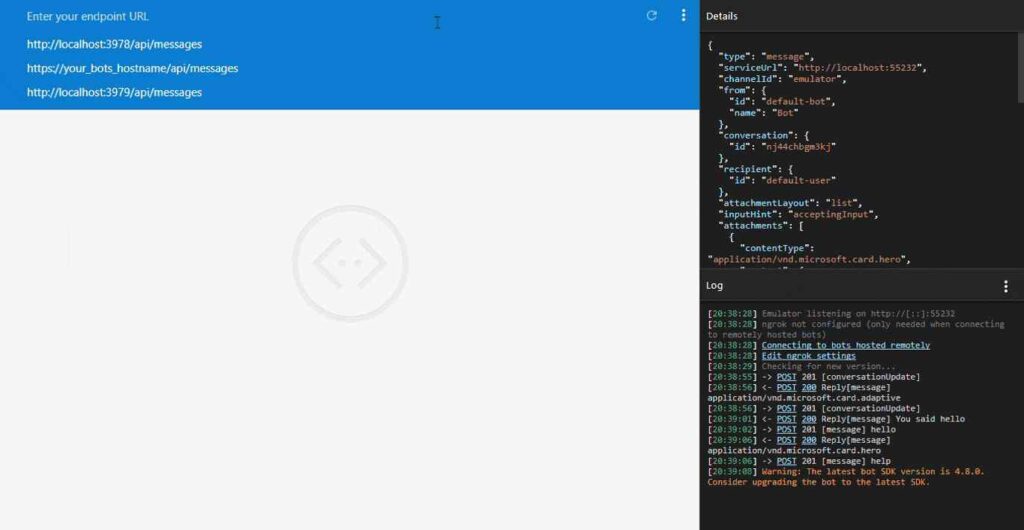 Enter your endpoint URL
http://localhost:3978/api/messages
https://your_bots_hostname/api/messages
http://localhost:3979/api/messages
Details
{
"type": "message",
"serviceUrl": "http://localhost:55232",
"channelId": "emulator",
"from": {
"id": "default-bot",
"name": "Bot"
},
"conversation": {
"id": "nj44chbgm3kj"
},
"recipient": {
"id": "default-user"
},
"attachmentLayout": "list",
"inputHint": "acceptingInput",
"attachments": [
{
"contentType":
"application/vnd.microsoft.card.hero",
Log
[20:38:28] Emulator listening on http://[::]:55232
[20:38:28] ngrok not configured (only needed when connecting
to remotely hosted bots)
[20:38:28] Connecting to bots hosted remotely
[20:38:28] Edit ngrok settings
[20:38:29] Checking for new version...
[20:38:55] -> POST 201 [conversationUpdate]
[20:38:56] <- POST 200 Reply[message]
application/vnd.microsoft.card.adaptive
[20:38:56] -> POST 201 [conversationUpdate]
[20:39:01] <- POST 200 Reply[message] You said hello
[20:39:02] -> POST 201 [message] hello
[20:39:06] <- POST 200 Reply[message]
application/vnd.microsoft.card.hero
[20:39:06] -> POST 201 [message] help
[20:39:08] Warning: The latest bot SDK version is 4.8.0.
Consider upgrading the bot to the latest SDK.